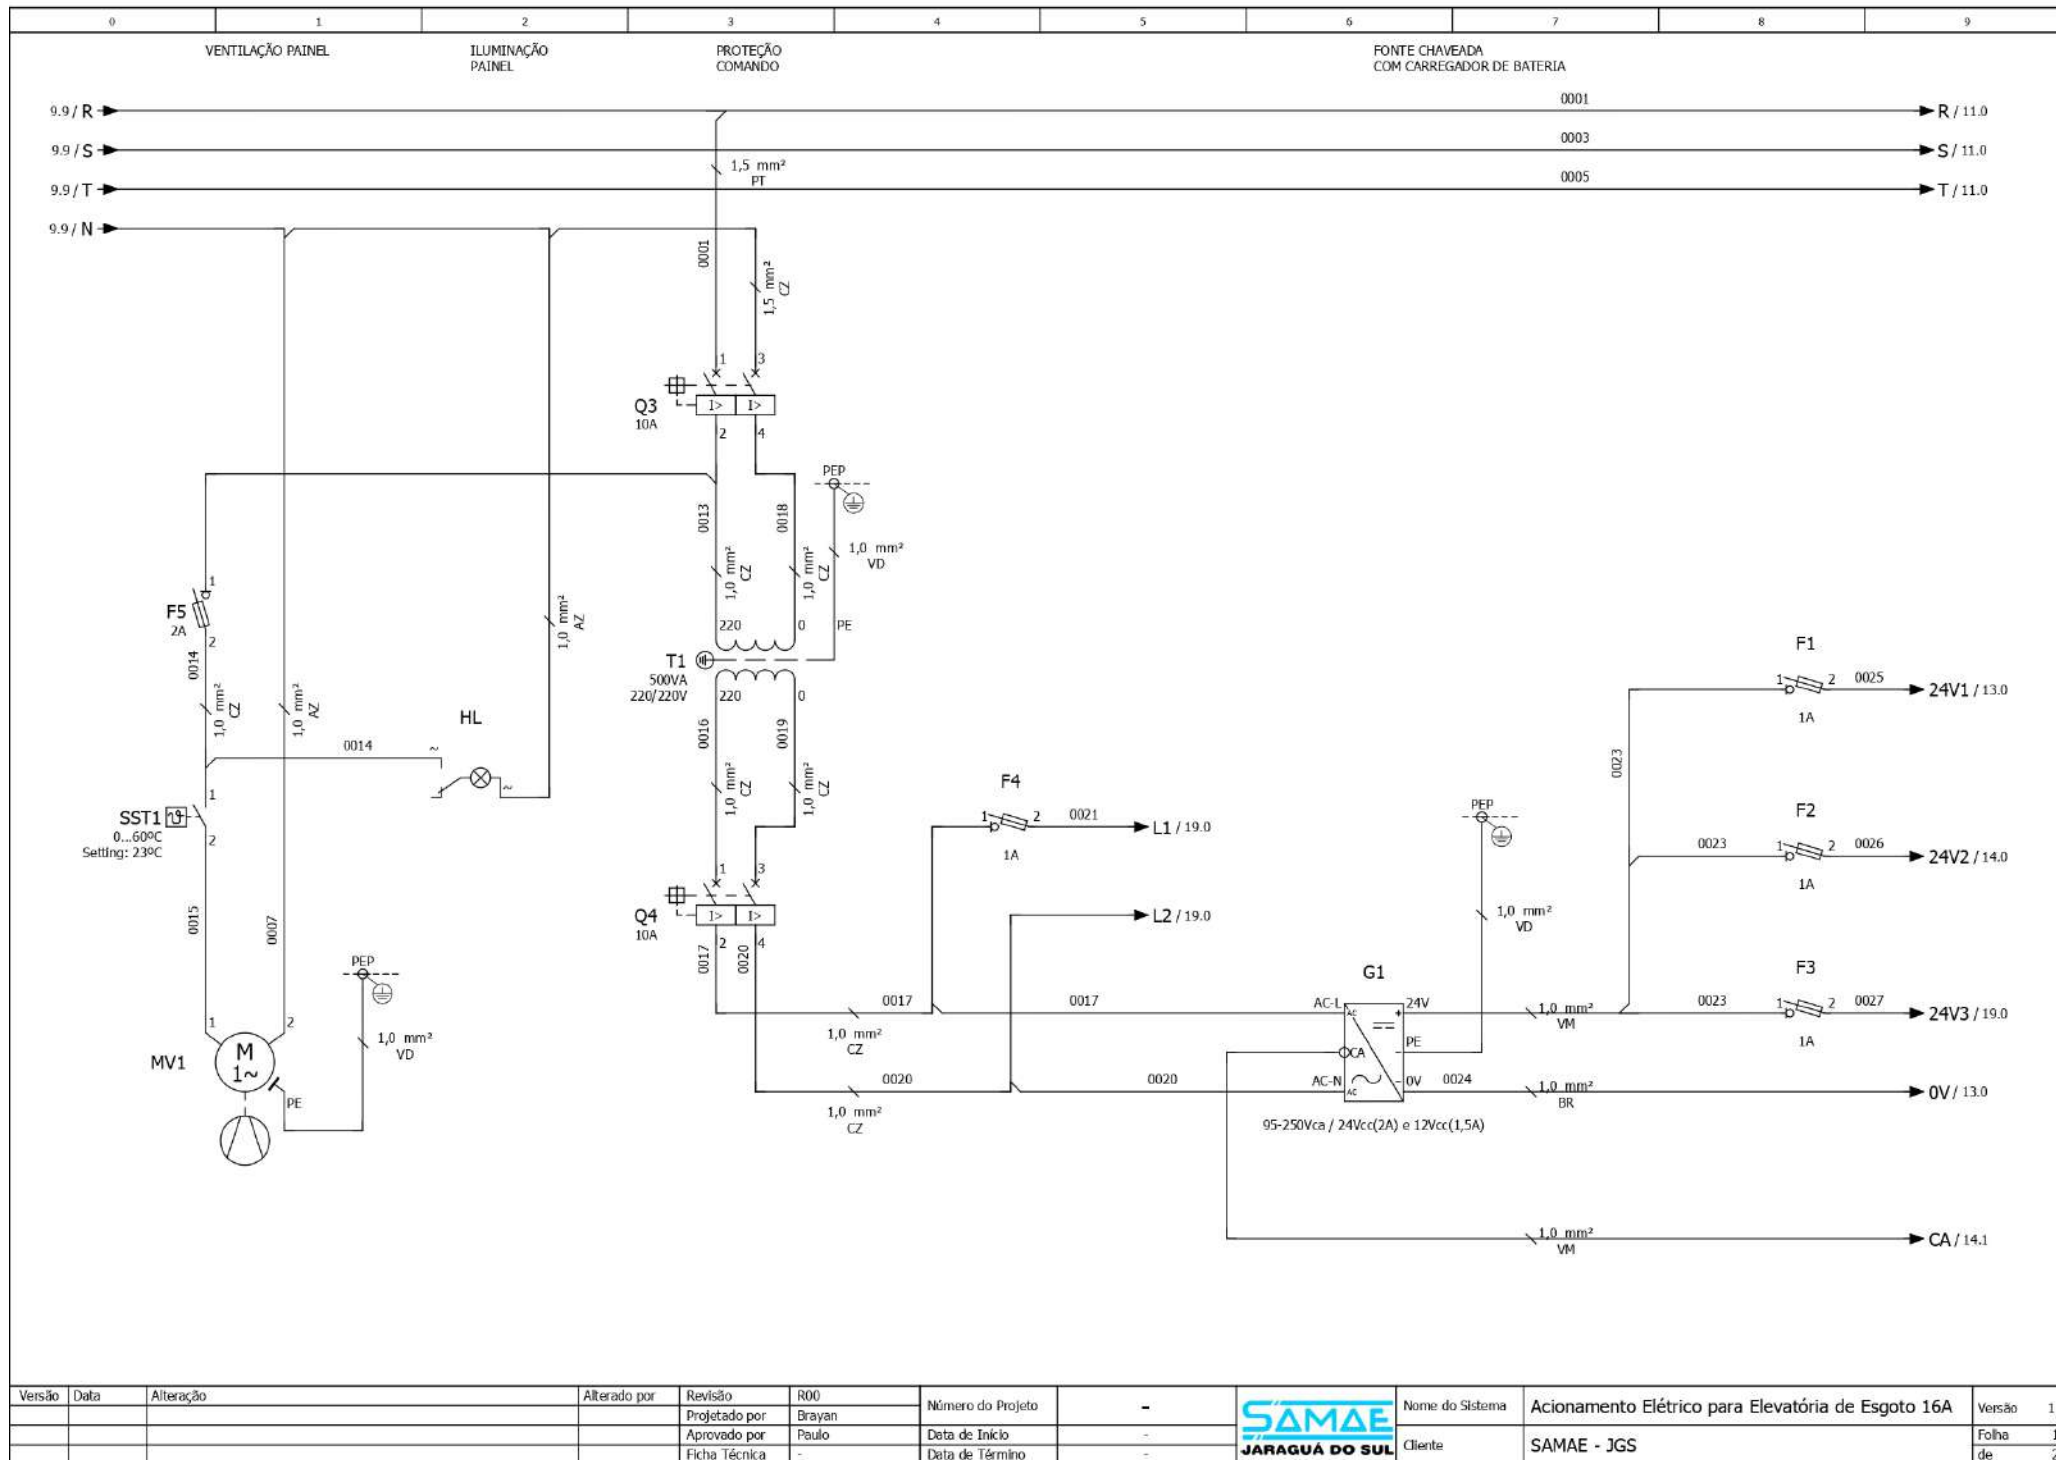 0 1 2 3 4 5 6 7 8 9
VENTILAÇÃO PAINEL
ILUMINAÇÃO
PAINEL
PROTEÇÃO
COMANDO
FONTE CHAVEADA
COM CARREGADOR DE BATERIA
9.9 / R
0001
R / 11.0
9.9 / S
0003
S / 11.0
9.9 / T
0005
T / 11.0
9.9 / N
1,5 mm²
PT
0001
1,5 mm²
CZ
1 3
Q3
10A
I> I>
2 4
PEP
0013
0018
1,0 mm²
CZ
1,0 mm²
CZ
1,0 mm²
VD
220 0 PE
T1
500VA
220/220V
220 0
0016
0019
1,0 mm²
CZ
1,0 mm²
CZ
1
F5
2A
2
0014
1,0 mm²
CZ
1,0 mm²
AZ
1,0 mm²
AZ
HL
0014
~
~
1
SST1
0...60ºC
Setting: 23ºC
2
0015
0007
PEP
1,0 mm²
VD
1 2
MV1
M
1~
PE
1 3
Q4
10A
I> I>
2 4
0017
0020
F4
1 2
0021
L1 / 19.0
1A
L2 / 19.0
0017
0017
1,0 mm²
CZ
0020
0020
1,0 mm²
CZ
PEP
1,0 mm²
VD
G1
AC-L
AC
24V
+
CA
PE
AC-N
AC
-
0V
0024
95-250Vca / 24Vcc(2A) e 12Vcc(1,5A)
1,0 mm²
VM
1,0 mm²
BR
1,0 mm²
VM
0023
F1
1 2
0025
24V1 / 13.0
1A
F2
0023
1 2
0026
24V2 / 14.0
1A
F3
0023
1 2
0027
24V3 / 19.0
1A
0V / 13.0
CA / 14.1
Versão Data Alteração Alterado por
Revisão R00
Projetado por Brayan
Aprovado por Paulo
Ficha Técnica -
Número do Projeto -
Data de Início -
Data de Término -
SAMAE
JARAGUÁ DO SUL
Nome do Sistema Acionamento Elétrico para Elevatória de Esgoto 16A
Cliente SAMAE - JGS
Versão 1
Folha
de